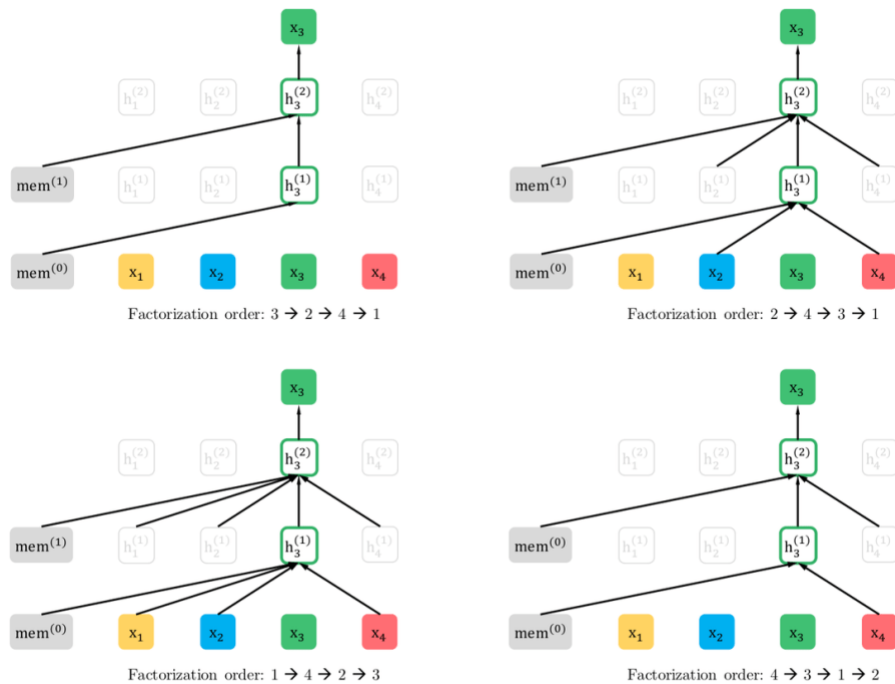 x₃ x₃
h₁⁽²⁾ h₂⁽²⁾ h₃⁽²⁾ h₄⁽²⁾ h₁⁽²⁾ h₂⁽²⁾ h₃⁽²⁾ h₄⁽²⁾
mem⁽¹⁾ h₁⁽¹⁾ h₂⁽¹⁾ h₃⁽¹⁾ h₄⁽¹⁾ mem⁽¹⁾ h₁⁽¹⁾ h₂⁽¹⁾ h₃⁽¹⁾ h₄⁽¹⁾
mem⁽⁰⁾ x₁ x₂ x₃ x₄ mem⁽⁰⁾ x₁ x₂ x₃ x₄
Factorization order: 3 → 2 → 4 → 1 Factorization order: 2 → 4 → 3 → 1
x₃ x₃
h₁⁽²⁾ h₂⁽²⁾ h₃⁽²⁾ h₄⁽²⁾ h₁⁽²⁾ h₂⁽²⁾ h₃⁽²⁾ h₄⁽²⁾
mem⁽¹⁾ h₁⁽¹⁾ h₂⁽¹⁾ h₃⁽¹⁾ h₄⁽¹⁾ mem⁽⁰⁾ h₁⁽¹⁾ h₂⁽¹⁾ h₃⁽¹⁾ h₄⁽¹⁾
mem⁽⁰⁾ x₁ x₂ x₃ x₄ mem⁽⁰⁾ x₁ x₂ x₃ x₄
Factorization order: 1 → 4 → 2 → 3 Factorization order: 4 → 3 → 1 → 2